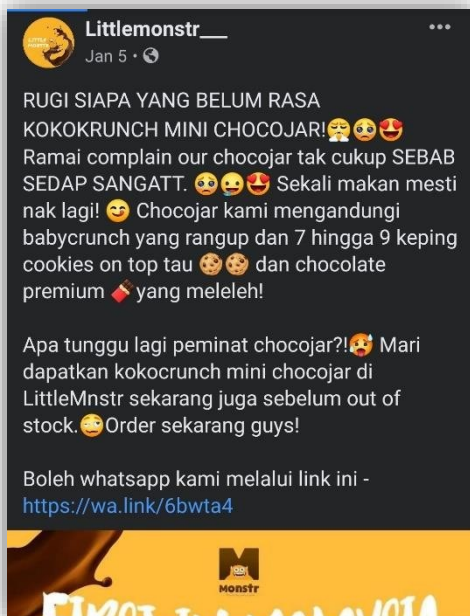 Littlemonstr___
Jan 5 •
RUGI SIAPA YANG BELUM RASA
KOKOKRUNCH MINI CHOCOJAR!😤🥺😍
Ramai complain our chocojar tak cukup SEBAB
SEDAP SANGATT. 🥺😛😍 Sekali makan mesti
nak lagi! 😊 Chocojar kami mengandungi
babycrunch yang rangup dan 7 hingga 9 keping
cookies on top tau 🍪🍪 dan chocolate
premium 🍫 yang meleleh!
Apa tunggu lagi peminat chocojar?!🥵 Mari
dapatkan kokocrunch mini chocojar di
LittleMnstr sekarang juga sebelum out of
stock.😳Order sekarang guys!
Boleh whatsapp kami melalui link ini -
https://wa.link/6bwta4
Monstr